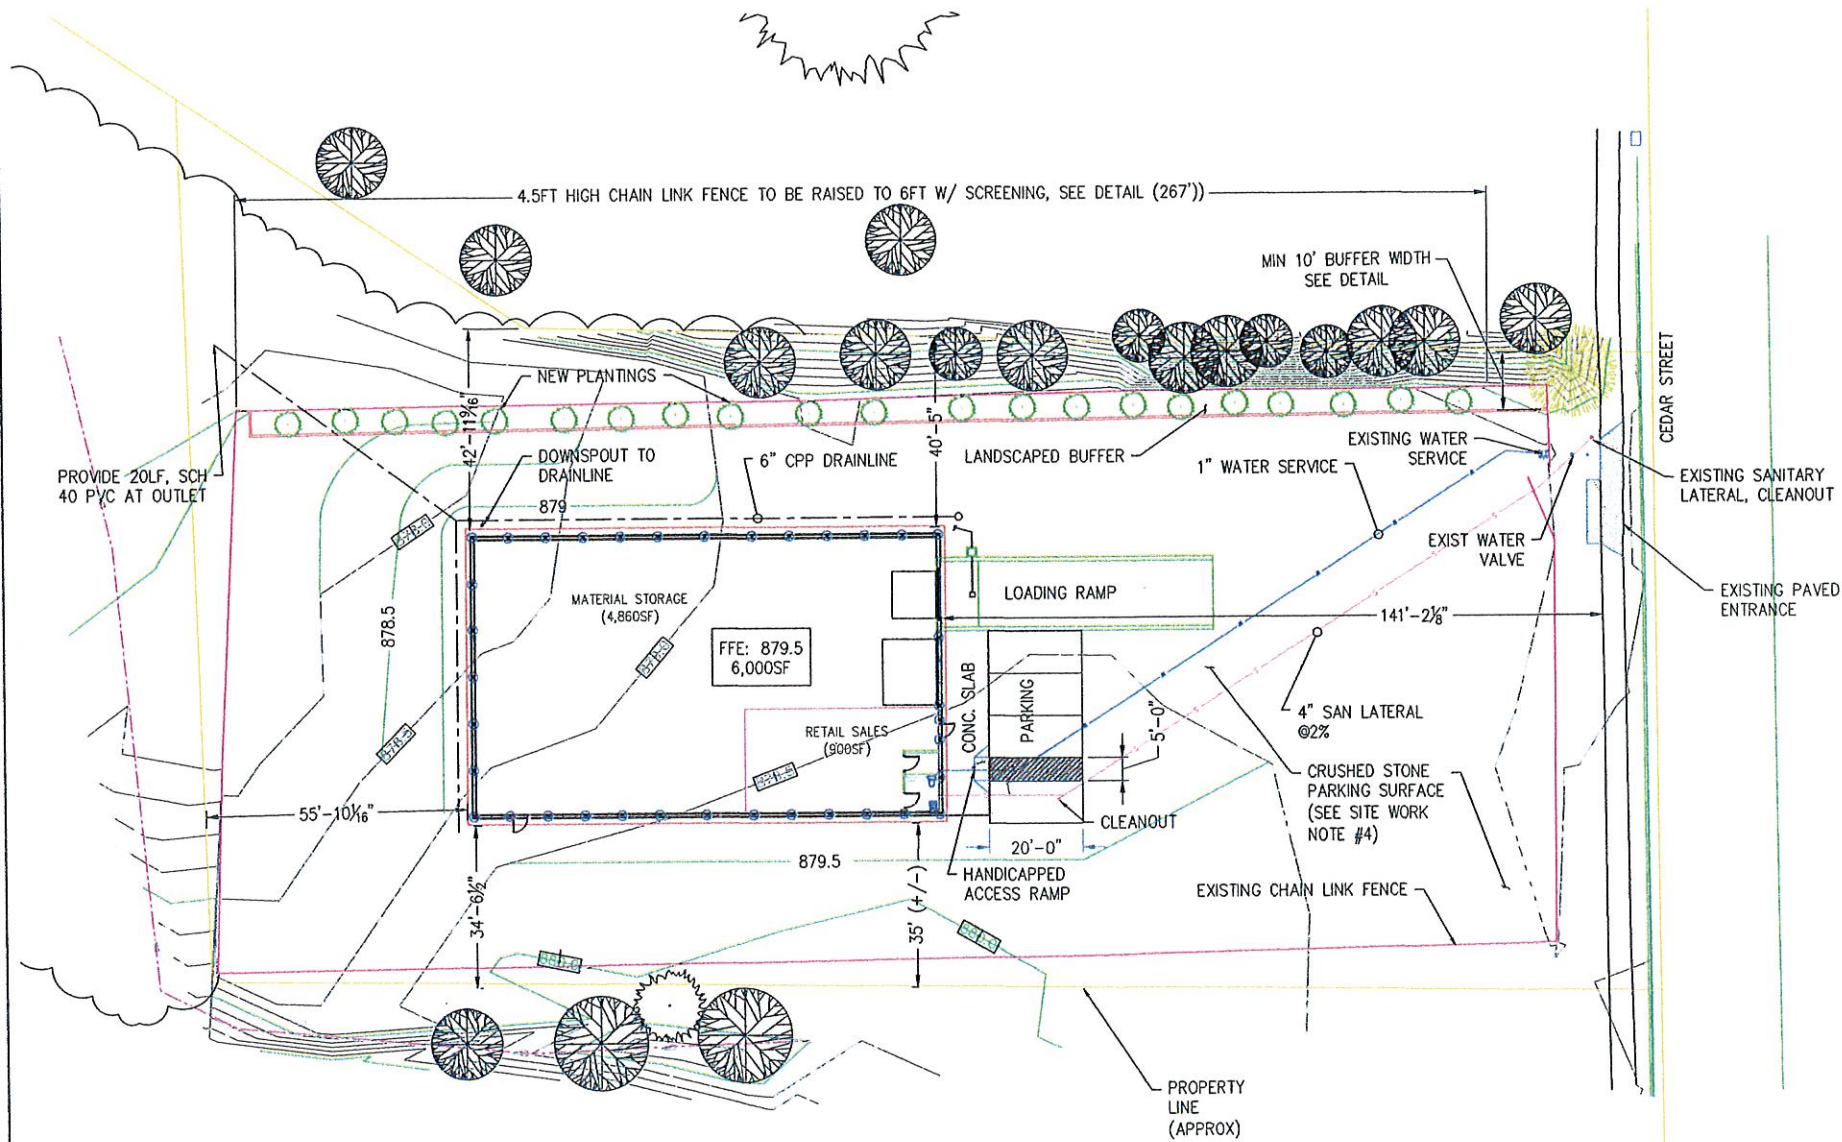 4.5FT HIGH CHAIN LINK FENCE TO BE RAISED TO 6FT W/ SCREENING, SEE DETAIL (267'))
MIN 10' BUFFER WIDTH
SEE DETAIL
CEDAR STREET
NEW PLANTINGS
42'-11 9/16"
40'-5"
PROVIDE 20LF, SCH
40 PVC AT OUTLET
DOWNSPOUT TO
DRAINLINE
6" CPP DRAINLINE
LANDSCAPED BUFFER
1" WATER SERVICE
EXISTING WATER
SERVICE
EXISTING SANITARY
LATERAL, CLEANOUT
879
EXIST WATER
VALVE
EXISTING PAVED
ENTRANCE
878.5
MATERIAL STORAGE
(4,860SF)
LOADING RAMP
141'-2⅛"
FFE: 879.5
6,000SF
CONC. SLAB
PARKING
5'-0"
4" SAN LATERAL
@2%
RETAIL SALES
(900SF)
CRUSHED STONE
PARKING SURFACE
(SEE SITE WORK
NOTE #4)
55'-10 1/16"
CLEANOUT
20'-0"
879.5
HANDICAPPED
ACCESS RAMP
EXISTING CHAIN LINK FENCE
34'-6½"
35' (+/-)
880.0
PROPERTY
LINE
(APPROX)